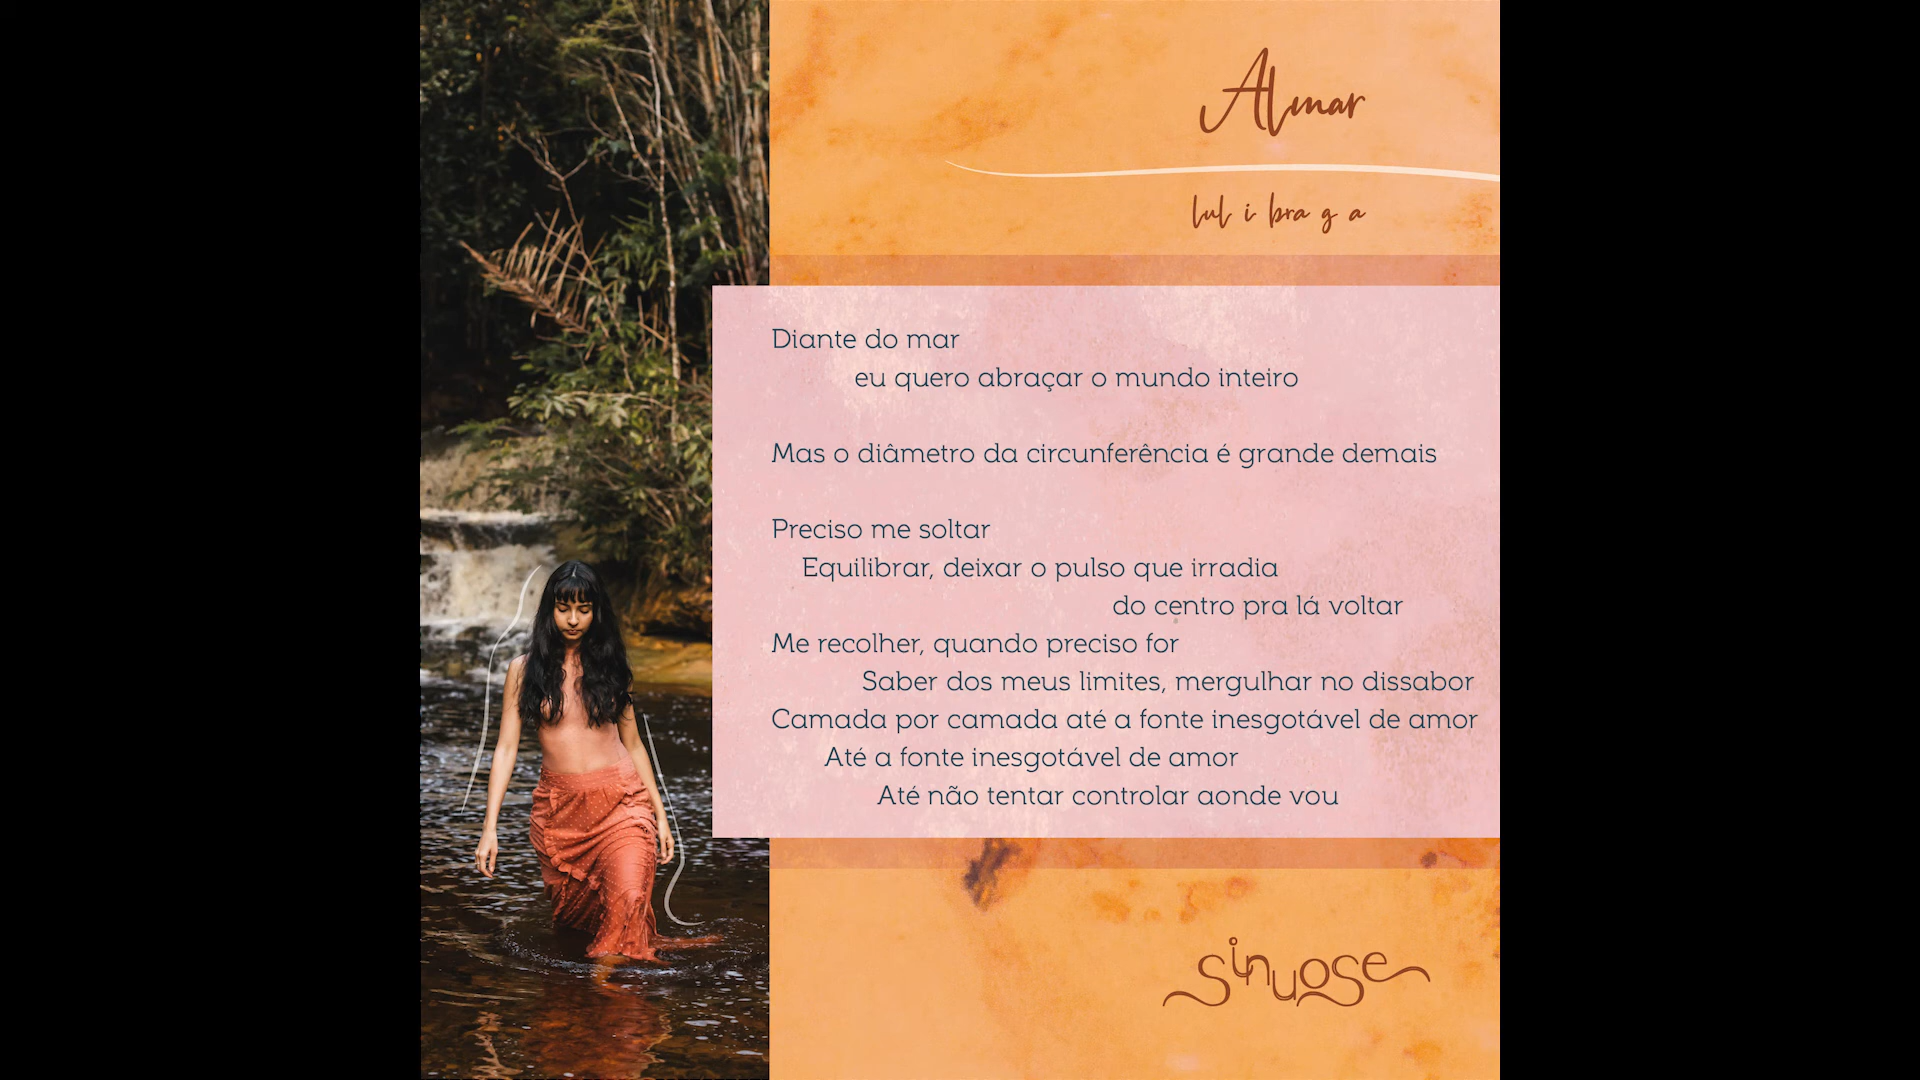 Almar
luli braga
Diante do mar
eu quero abraçar o mundo inteiro
Mas o diâmetro da circunferência é grande demais
Preciso me soltar
Equilibrar, deixar o pulso que irradia
do centro pra lá voltar
Me recolher, quando preciso for
Saber dos meus limites, mergulhar no dissabor
Camada por camada até a fonte inesgotável de amor
Até a fonte inesgotável de amor
Até não tentar controlar aonde vou
sinuose